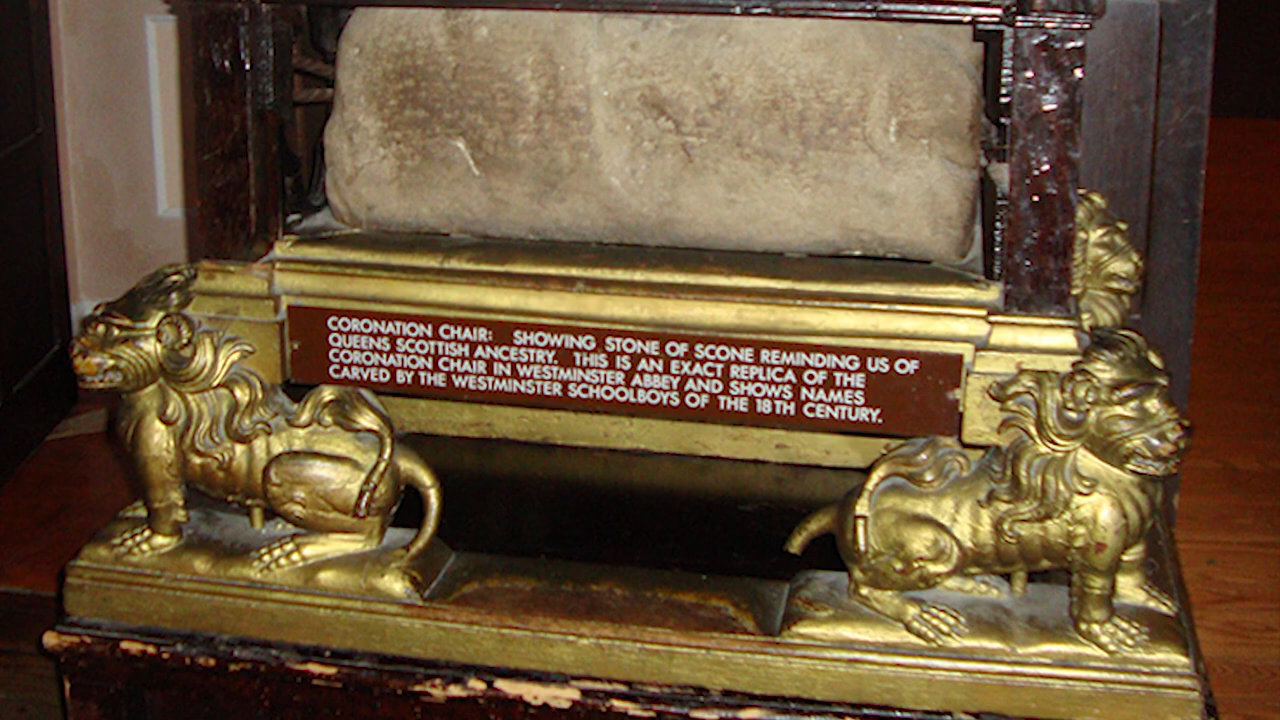 CORONATION CHAIR: SHOWING STONE OF SCONE REMINDING US OF
QUEENS SCOTTISH ANCESTRY. THIS IS AN EXACT REPLICA OF THE
CORONATION CHAIR IN WESTMINSTER ABBEY AND SHOWS NAMES
CARVED BY THE WESTMINSTER SCHOOLBOYS OF THE 18TH CENTURY.